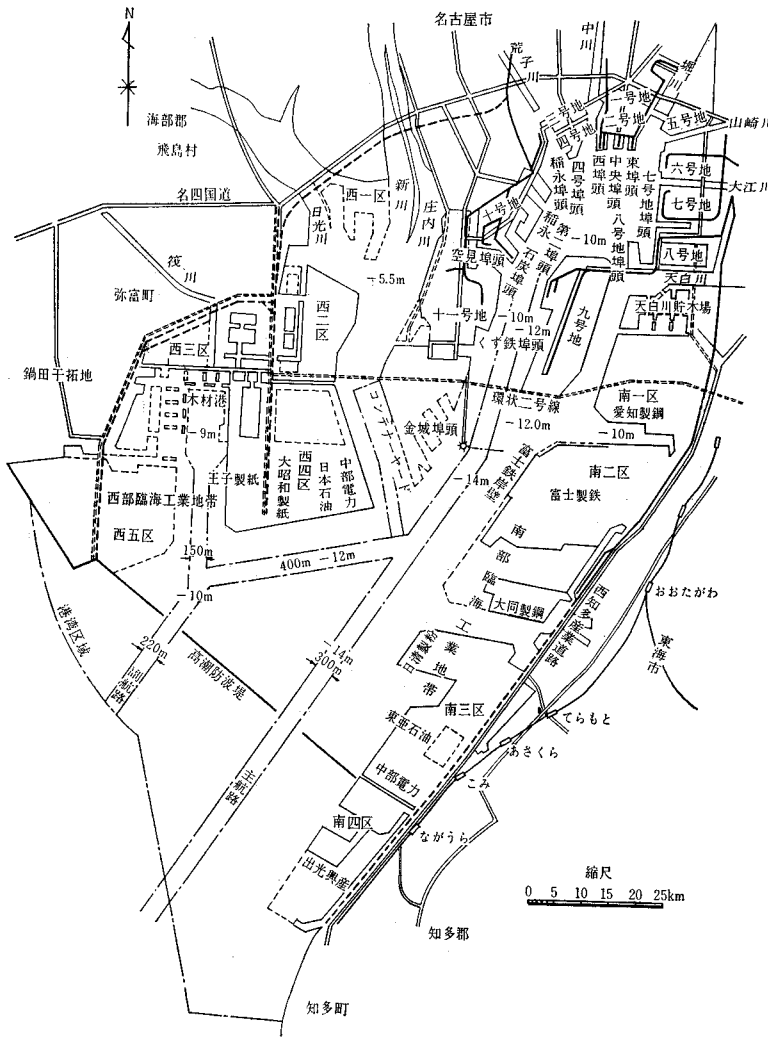 N
名古屋市
中川
荒子川
堀川
一号地
二号地
三号地
四号地
五号地
山崎川
海部郡
飛島村
名四国道
日光川
西一区
新川
庄内川
十号地
稲永埠頭
四号埠頭
西埠頭
中央埠頭
東埠頭
七号地埠頭
八号地埠頭
六号地
大江川
七号地
八号地
天白川
天白川貯木場
稲永第二埠頭
石炭埠頭
空見埠頭
-10m
-5.5m
筏川
弥富町
西二区
十一号地
-10m
-12m
くず鉄埠頭
九号地
西三区
鍋田干拓地
木材港
-9m
環状二号線
-12.0m
-10m
南一区
愛知製鋼
コンテナヤード
金城埠頭
王子製紙
西四区
大昭和製紙
日本石油
中部電力
-14m
富士鉄岸壁
南二区
富士製鉄
西部臨海工業地帯
西五区
150m
400m -12m
-10m
南部臨海工業地帯
大同製鋼
西知多産業道路
おおたがわ
東海市
港湾区域
220m
高潮防波堤
-14m
300m
南三区
東亜石油
てらもと
あさくら
こみ
中部電力
主航路
南四区
ながうら
出光興産
縮尺
0 5 10 15 20 25km
知多郡
知多町